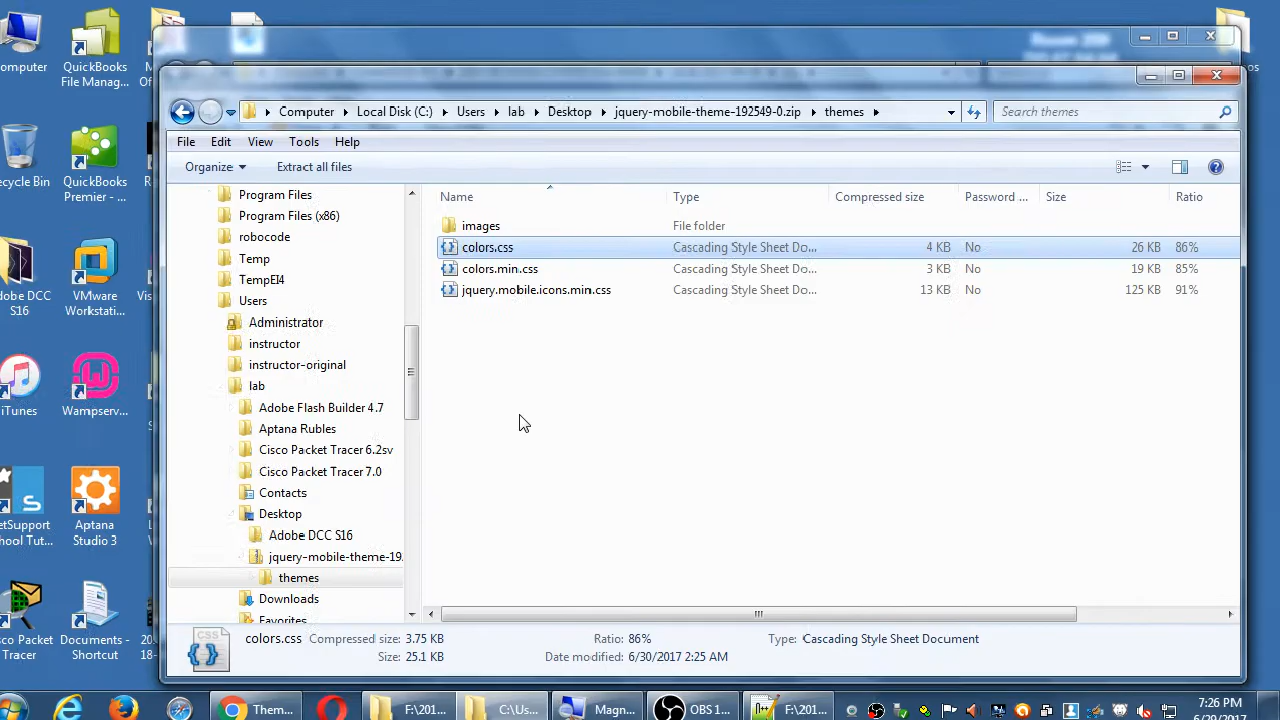 Computer
QuickBooks
File Manag...
Recycle Bin
QuickBooks
Premier - ...
Adobe DCC
S16
VMware
Workstati...
iTunes
Wampserv...
NetSupport
School Tut...
Aptana
Studio 3
Cisco Packet
Tracer
Documents -
Shortcut
Computer
Local Disk (C:)
Users
lab
Desktop
jquery-mobile-theme-192549-0.zip
themes
Search themes
File Edit View Tools Help
Organize
Extract all files
Program Files
Program Files (x86)
robocode
Temp
TempEI4
Users
Administrator
instructor
instructor-original
lab
Adobe Flash Builder 4.7
Aptana Rubles
Cisco Packet Tracer 6.2sv
Cisco Packet Tracer 7.0
Contacts
Desktop
Adobe DCC S16
jquery-mobile-theme-19
themes
Downloads
Favorites
Name Type Compressed size Password ... Size Ratio
images File folder
colors.css Cascading Style Sheet Do... 4 KB No 26 KB 86%
colors.min.css Cascading Style Sheet Do... 3 KB No 19 KB 85%
jquery.mobile.icons.min.css Cascading Style Sheet Do... 13 KB No 125 KB 91%
CSS
colors.css Compressed size: 3.75 KB Ratio: 86% Type: Cascading Style Sheet Document
Size: 25.1 KB Date modified: 6/30/2017 2:25 AM
Them... F:\201... C:\Us... Magn... OBS 1... F:\201...
7:26 PM
6/29/2017